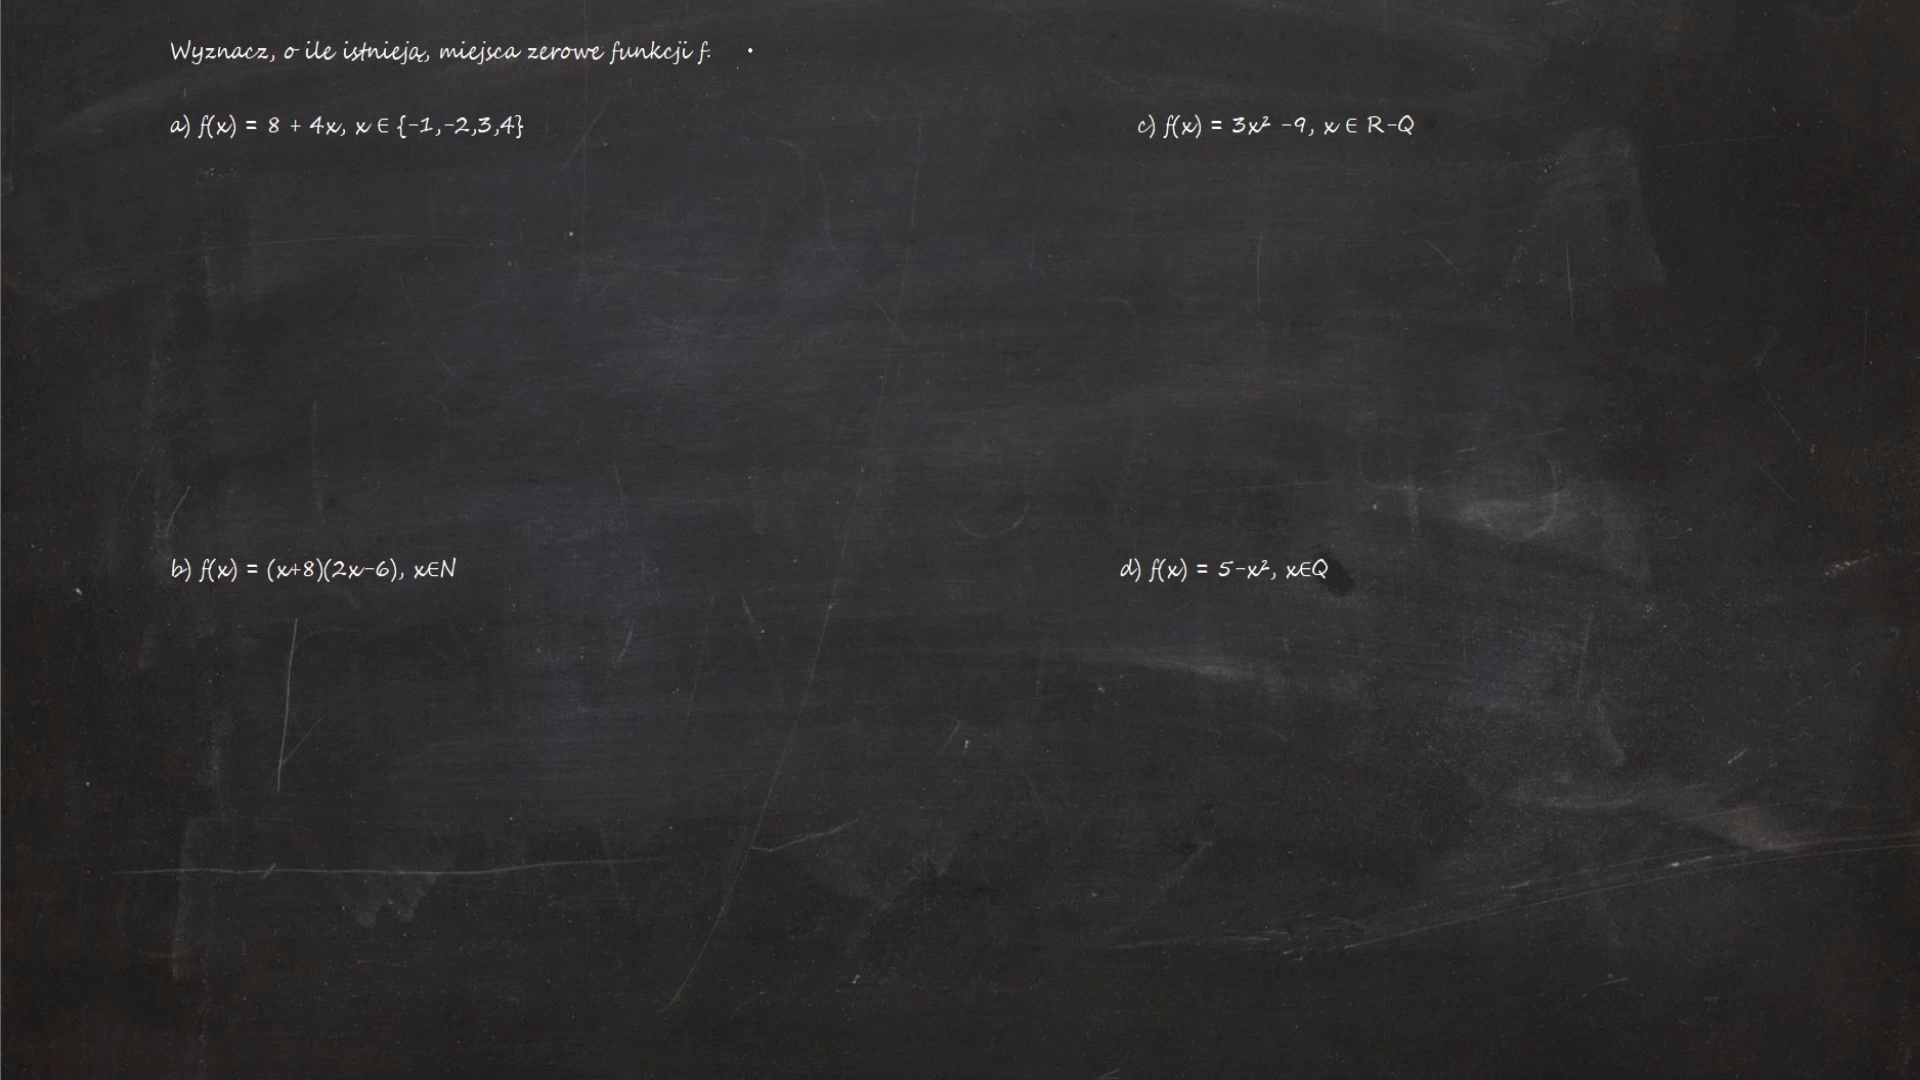 Wyznacz, o ile istnieją, miejsca zerowe funkcji f.
a) f(x) = 8 + 4x, x ∈ {-1,-2,3,4}
c) f(x) = 3x² -9, x ∈ R-Q
b) f(x) = (x+8)(2x-6), x∈N
d) f(x) = 5-x², x∈Q